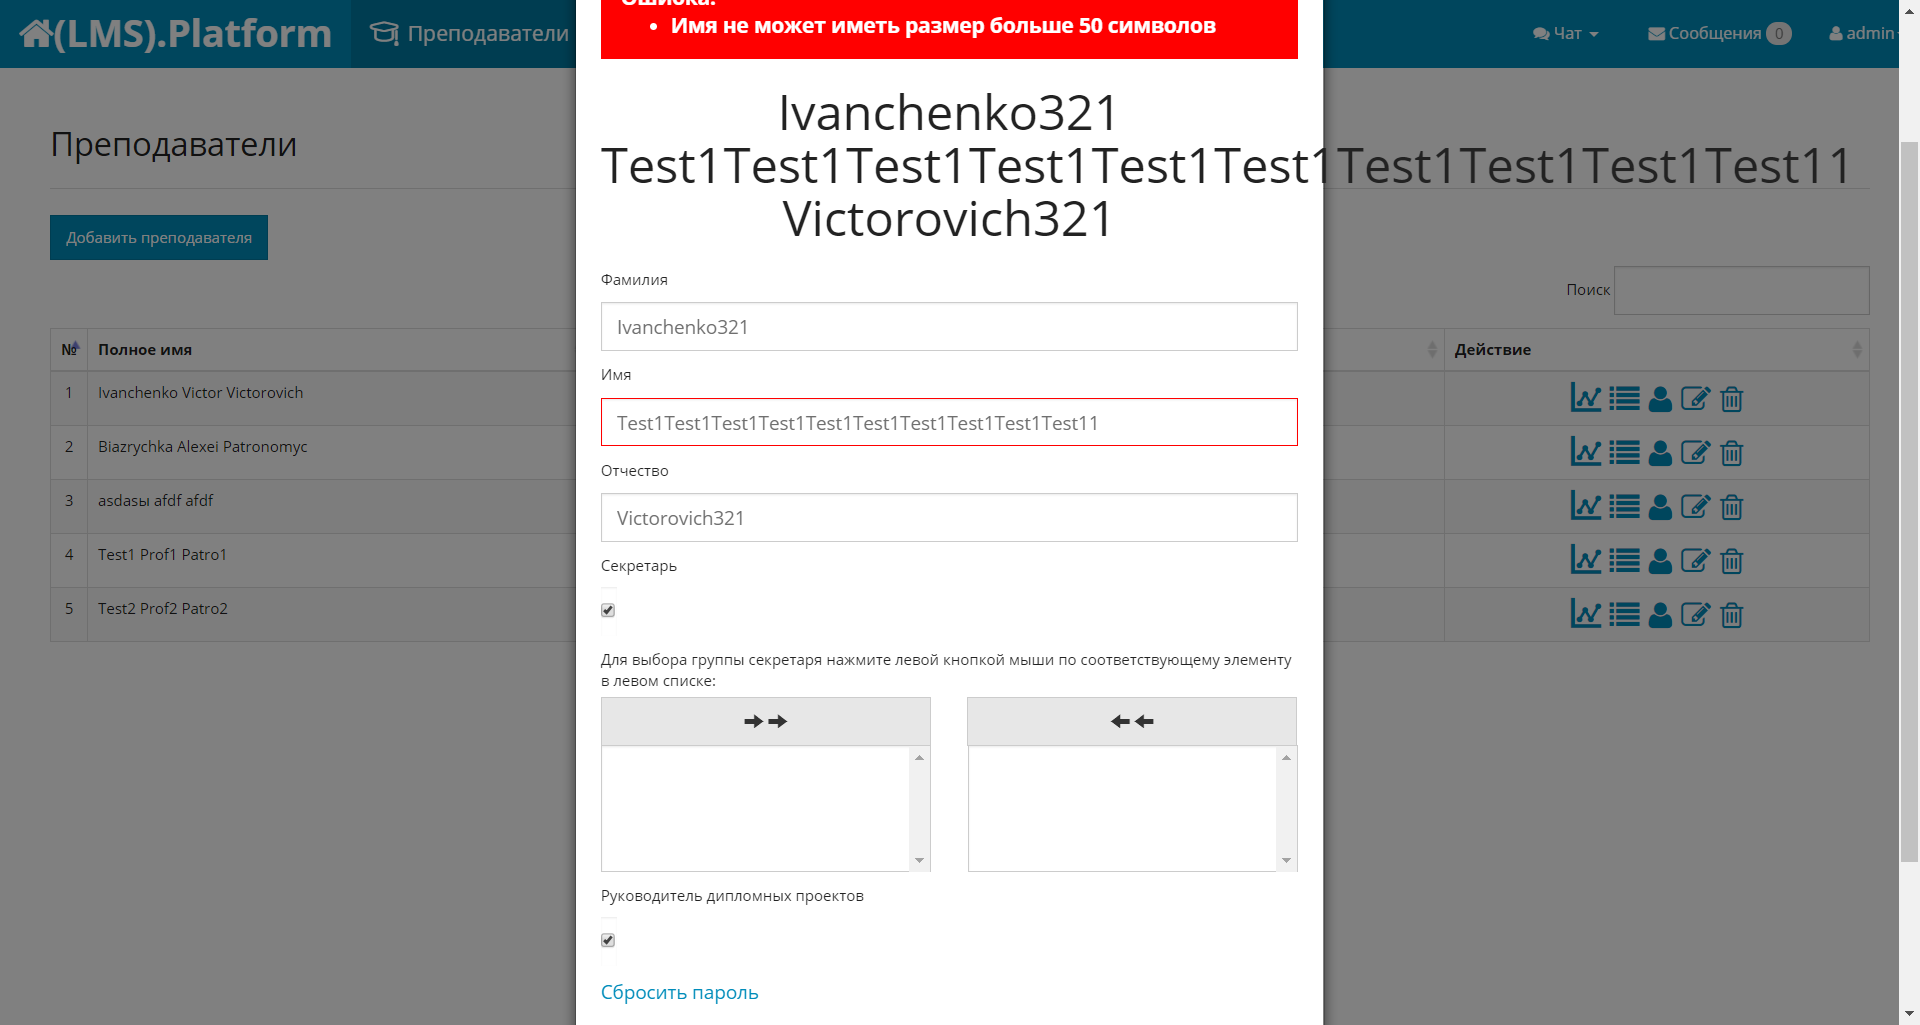 (LMS).Platform
Преподаватели
Чат
Сообщения 0
admin
Ошибка:
Имя не может иметь размер больше 50 символов
Преподаватели
Добавить преподавателя
Поиск
№ Полное имя Действие
1 Ivanchenko Victor Victorovich
2 Biazrychka Alexei Patronomyc
3 asdasы afdf afdf
4 Test1 Prof1 Patro1
5 Test2 Prof2 Patro2
Ivanchenko321
Test1Test1Test1Test1Test1Test1Test1Test1Test1Test11
Victorovich321
Фамилия
Ivanchenko321
Имя
Test1Test1Test1Test1Test1Test1Test1Test1Test1Test11
Отчество
Victorovich321
Секретарь
Для выбора группы секретаря нажмите левой кнопкой мыши по соответствующему элементу
в левом списке:
Руководитель дипломных проектов
Сбросить пароль